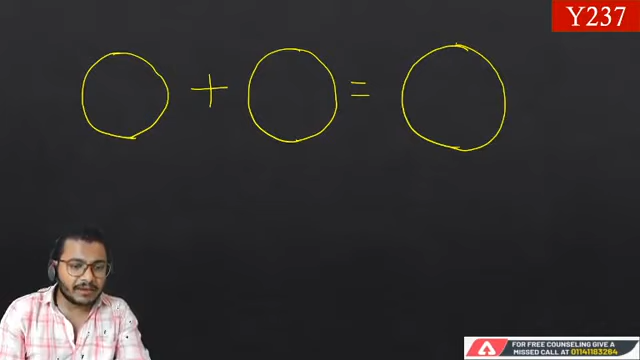 Y237
+ =
FOR FREE COUNSELING GIVE A
MISSED CALL AT 01141183264